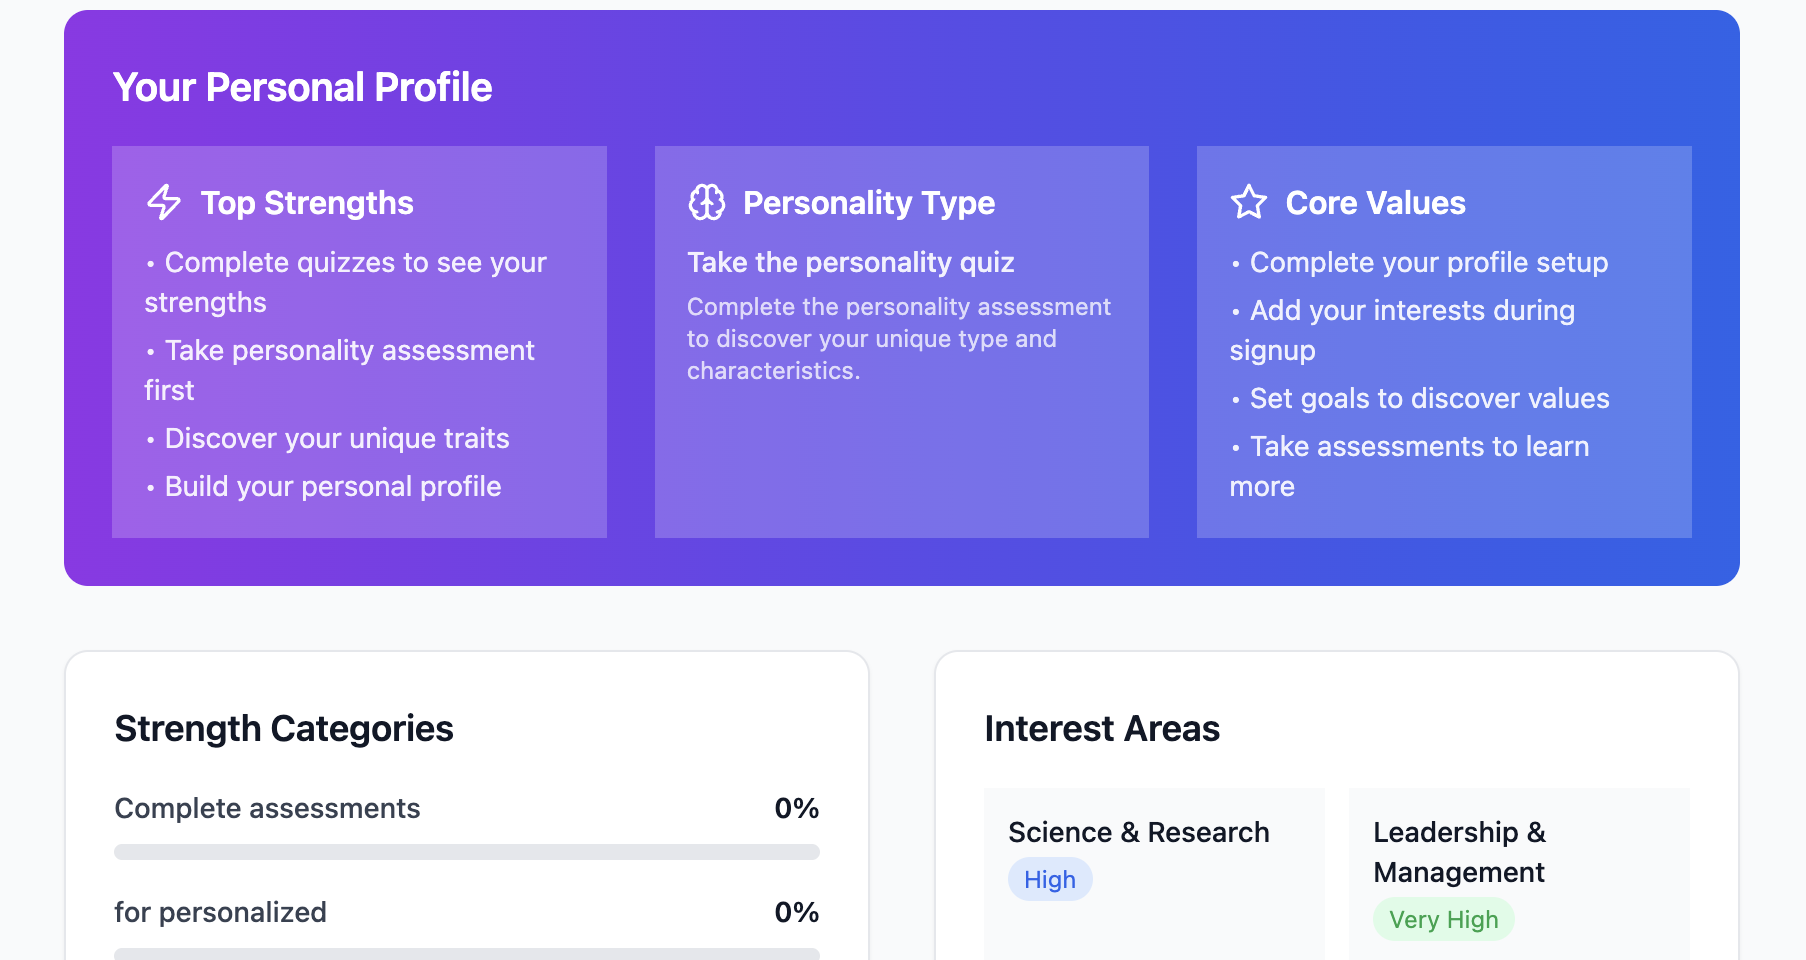 Your Personal Profile
Top Strengths
• Complete quizzes to see your
strengths
• Take personality assessment
first
• Discover your unique traits
• Build your personal profile
Personality Type
Take the personality quiz
Complete the personality assessment
to discover your unique type and
characteristics.
Core Values
• Complete your profile setup
• Add your interests during
signup
• Set goals to discover values
• Take assessments to learn
more
Strength Categories
Complete assessments 0%
for personalized 0%
Interest Areas
Science & Research
High
Leadership &
Management
Very High